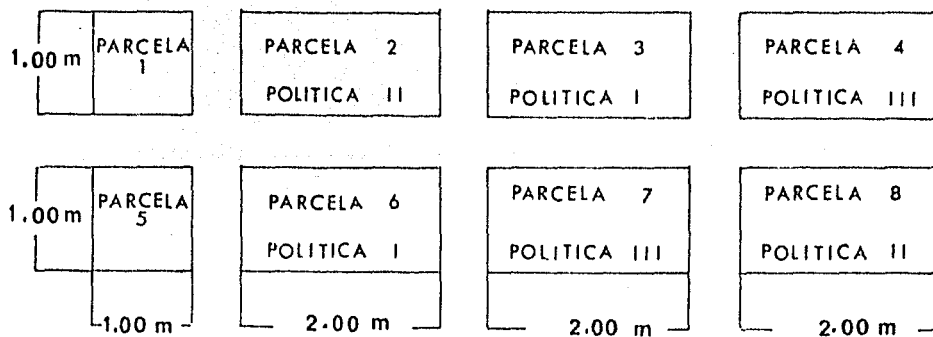 1.00 m
PARCELA
1
PARCELA 2
POLITICA II
PARCELA 3
POLITICA I
PARCELA 4
POLITICA III
1.00 m
PARCELA
5
PARCELA 6
POLITICA I
PARCELA 7
POLITICA III
PARCELA 8
POLITICA II
1.00 m
2.00 m
2.00 m
2.00 m